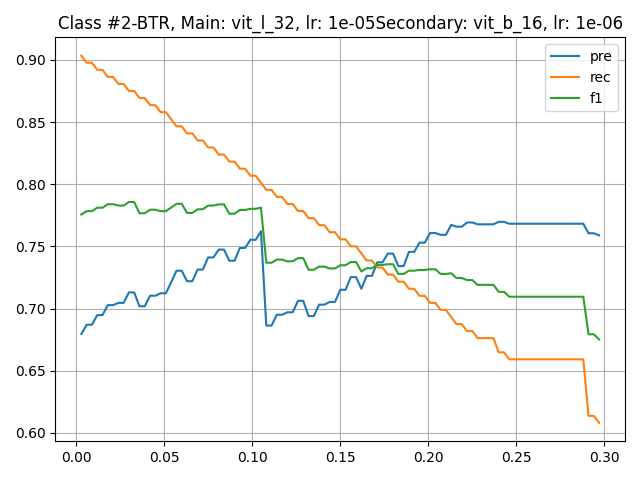 Class #2-BTR, Main: vit_l_32, lr: 1e-05Secondary: vit_b_16, lr: 1e-06
pre
rec
f1
0.90
0.85
0.80
0.75
0.70
0.65
0.60
0.00 0.05 0.10 0.15 0.20 0.25 0.30